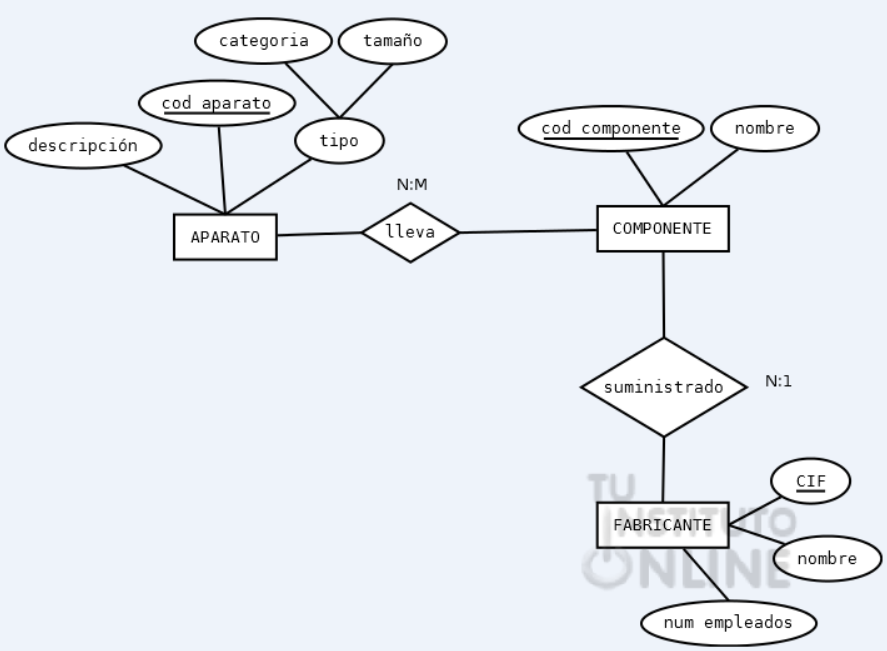 categoria
tamaño
cod aparato
descripción
tipo
cod componente
nombre
N:M
APARATO
lleva
COMPONENTE
suministrado
N:1
TU
INSTITUTO
ONLINE
CIF
FABRICANTE
nombre
num empleados